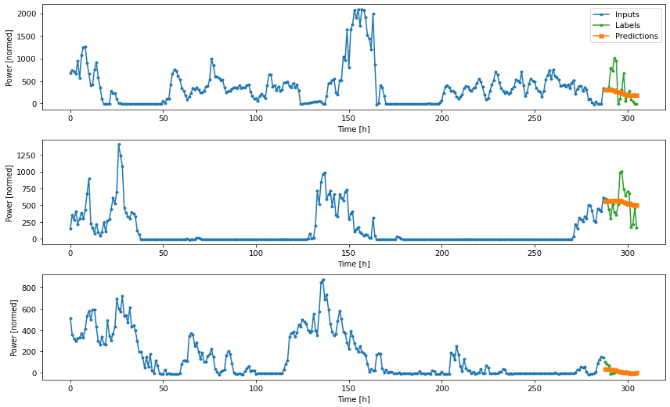 2000
1500
1000
500
0
Power [normed]
Inputs
Labels
Predictions
0 50 100 150 200 250 300
Time [h]
1250
1000
750
500
250
0
Power [normed]
0 50 100 150 200 250 300
Time [h]
800
600
400
200
0
Power [normed]
0 50 100 150 200 250 300
Time [h]